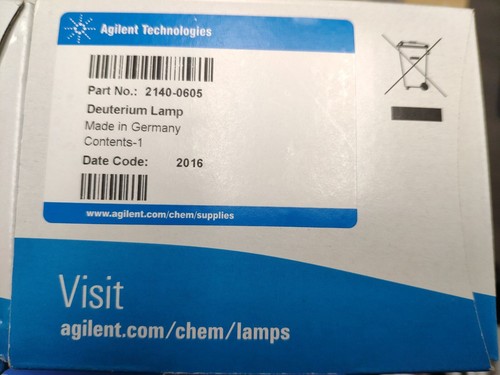 Agilent Technologies
Part No.: 2140-0605
Deuterium Lamp
Made in Germany
Contents-1
Date Code: 2016
www.agilent.com/chem/supplies
Visit
agilent.com/chem/lamps